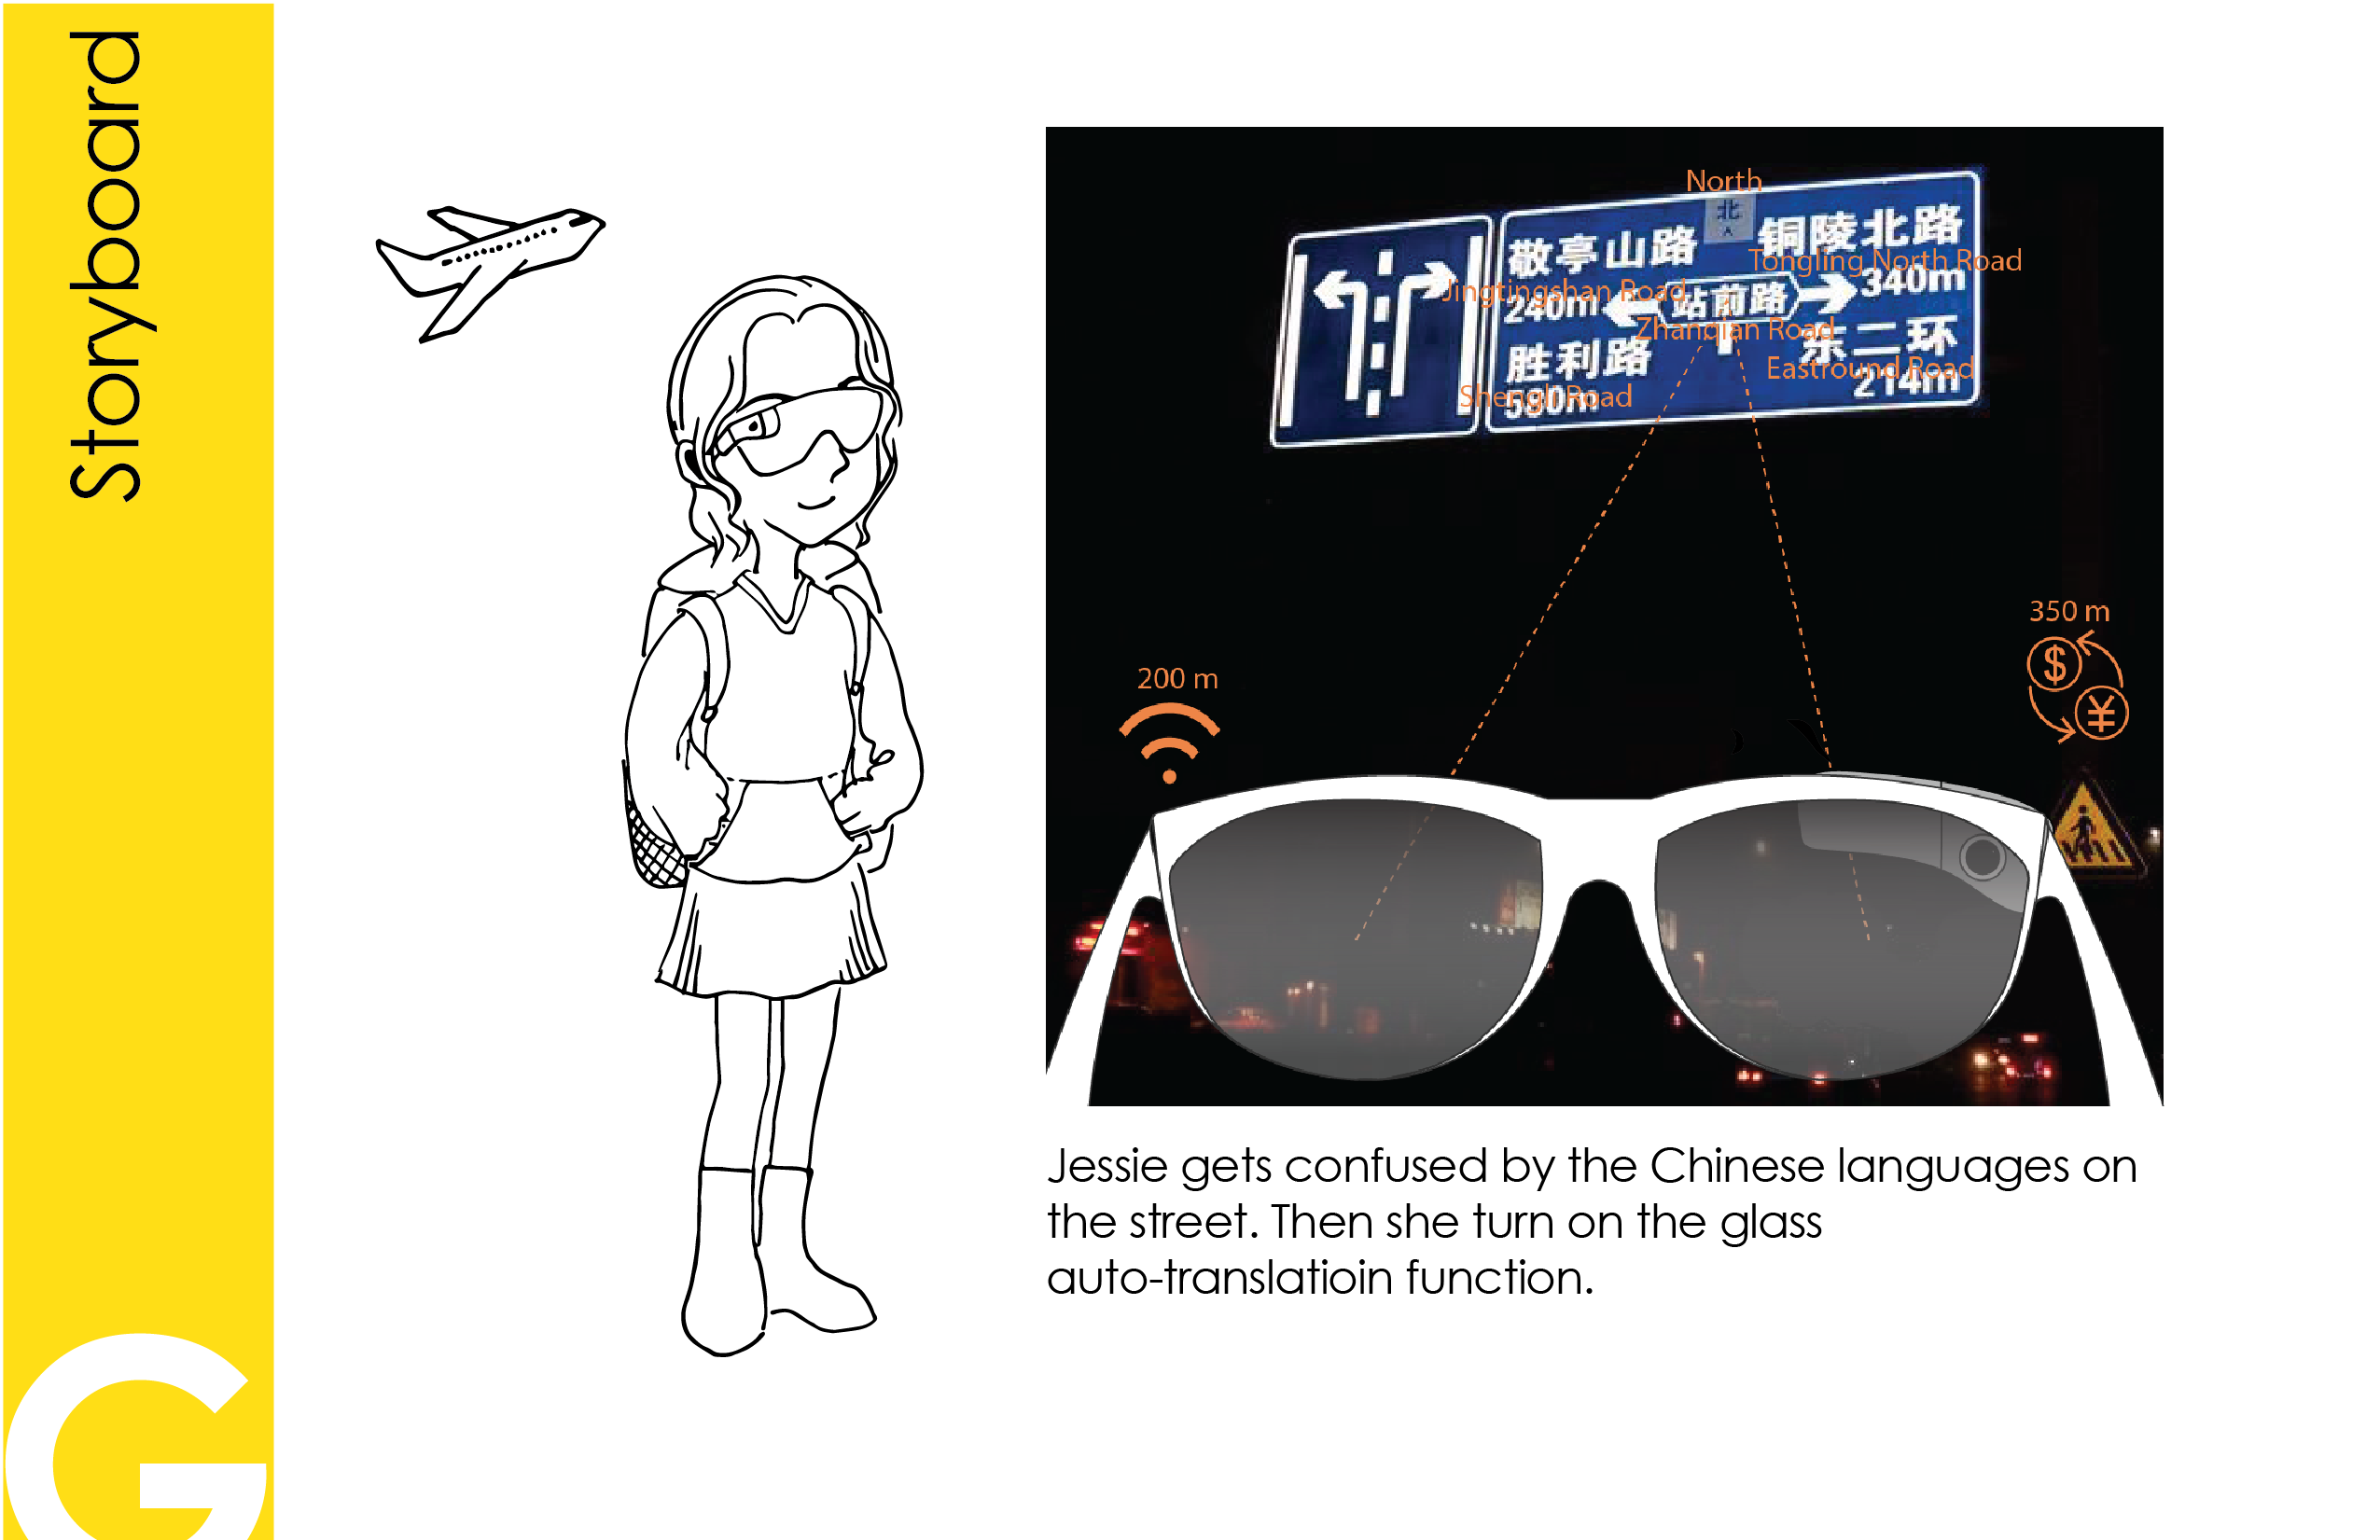 Storyboard
North
北
敬亭山路
铜陵北路
Tongling North Road
Jingtingshan Road
340m
240m
站前路
Zhanqian Road
胜利路
东二环
Eastround Road
214m
Shengli Road
500m
350 m
$
¥
200 m
Jessie gets confused by the Chinese languages on
the street. Then she turn on the glass
auto-translatioin function.
G